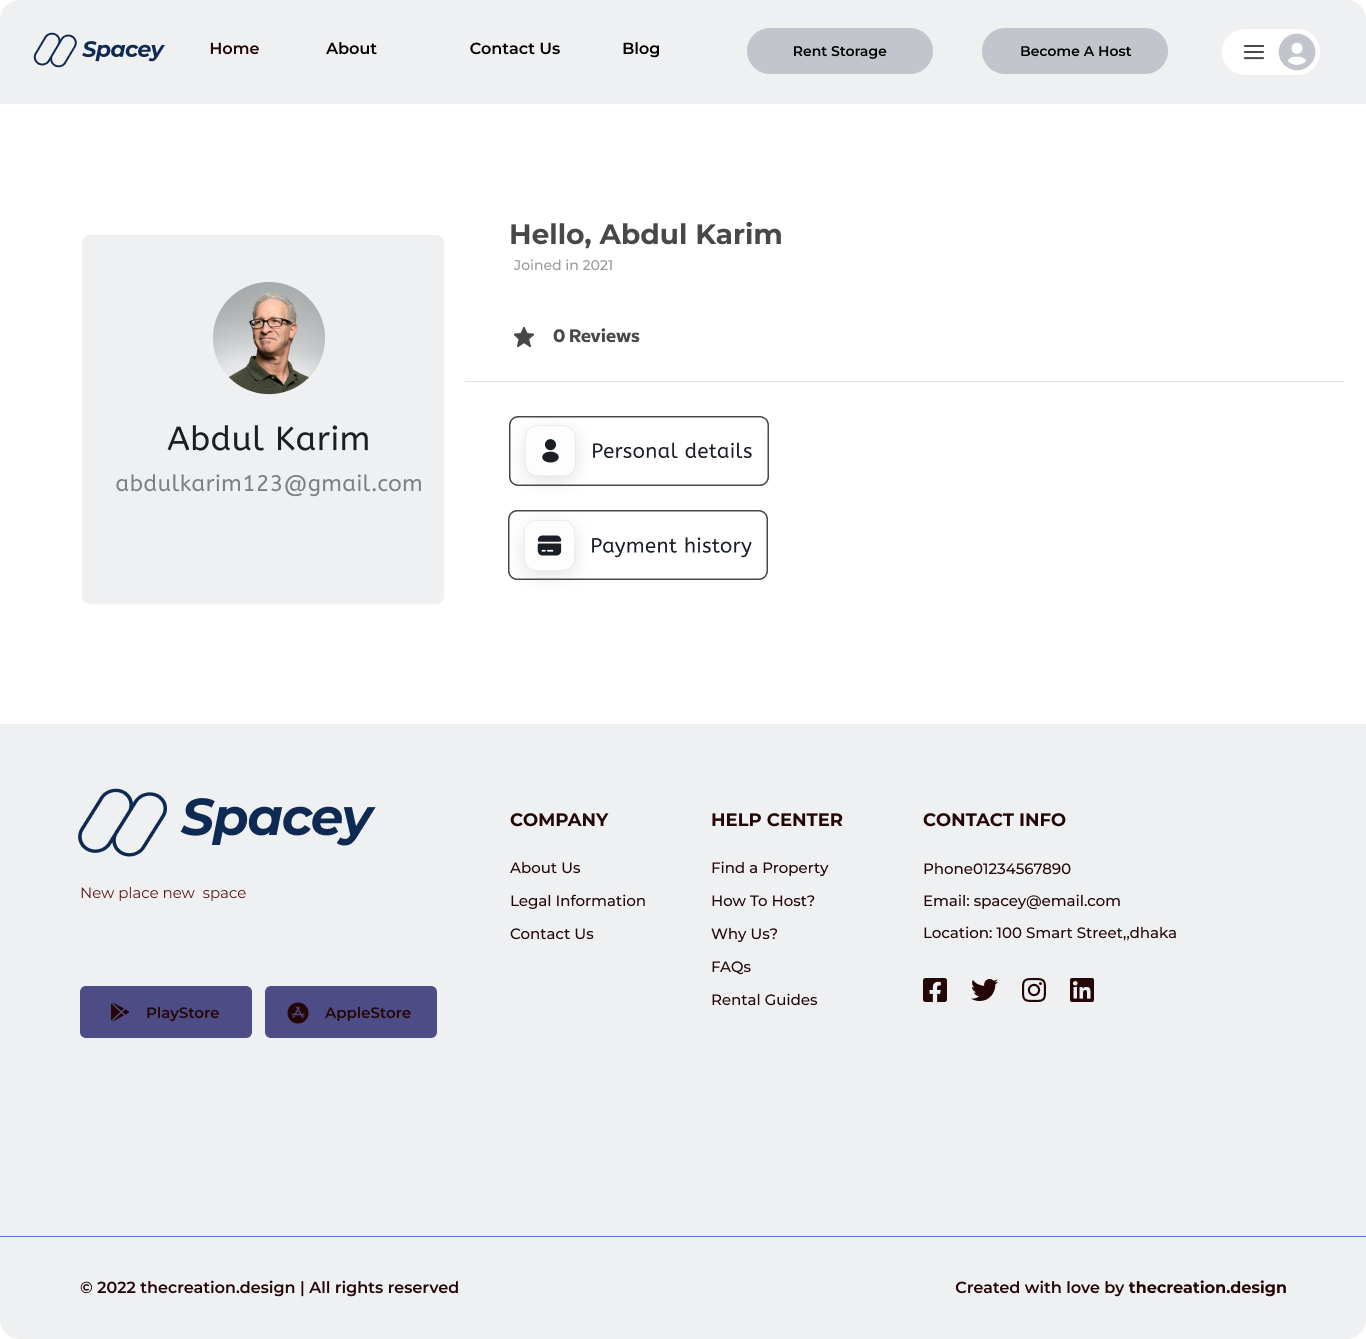 Spacey
Home
About
Contact Us
Blog
Rent Storage
Become A Host
Hello, Abdul Karim
Joined in 2021
0 Reviews
Abdul Karim
abdulkarim123@gmail.com
Personal details
Payment history
Spacey
New place new  space
PlayStore
AppleStore
COMPANY
About Us
Legal Information
Contact Us
HELP CENTER
Find a Property
How To Host?
Why Us?
FAQs
Rental Guides
CONTACT INFO
Phone01234567890
Email: spacey@email.com
Location: 100 Smart Street,,dhaka
© 2022 thecreation.design | All rights reserved
Created with love by thecreation.design